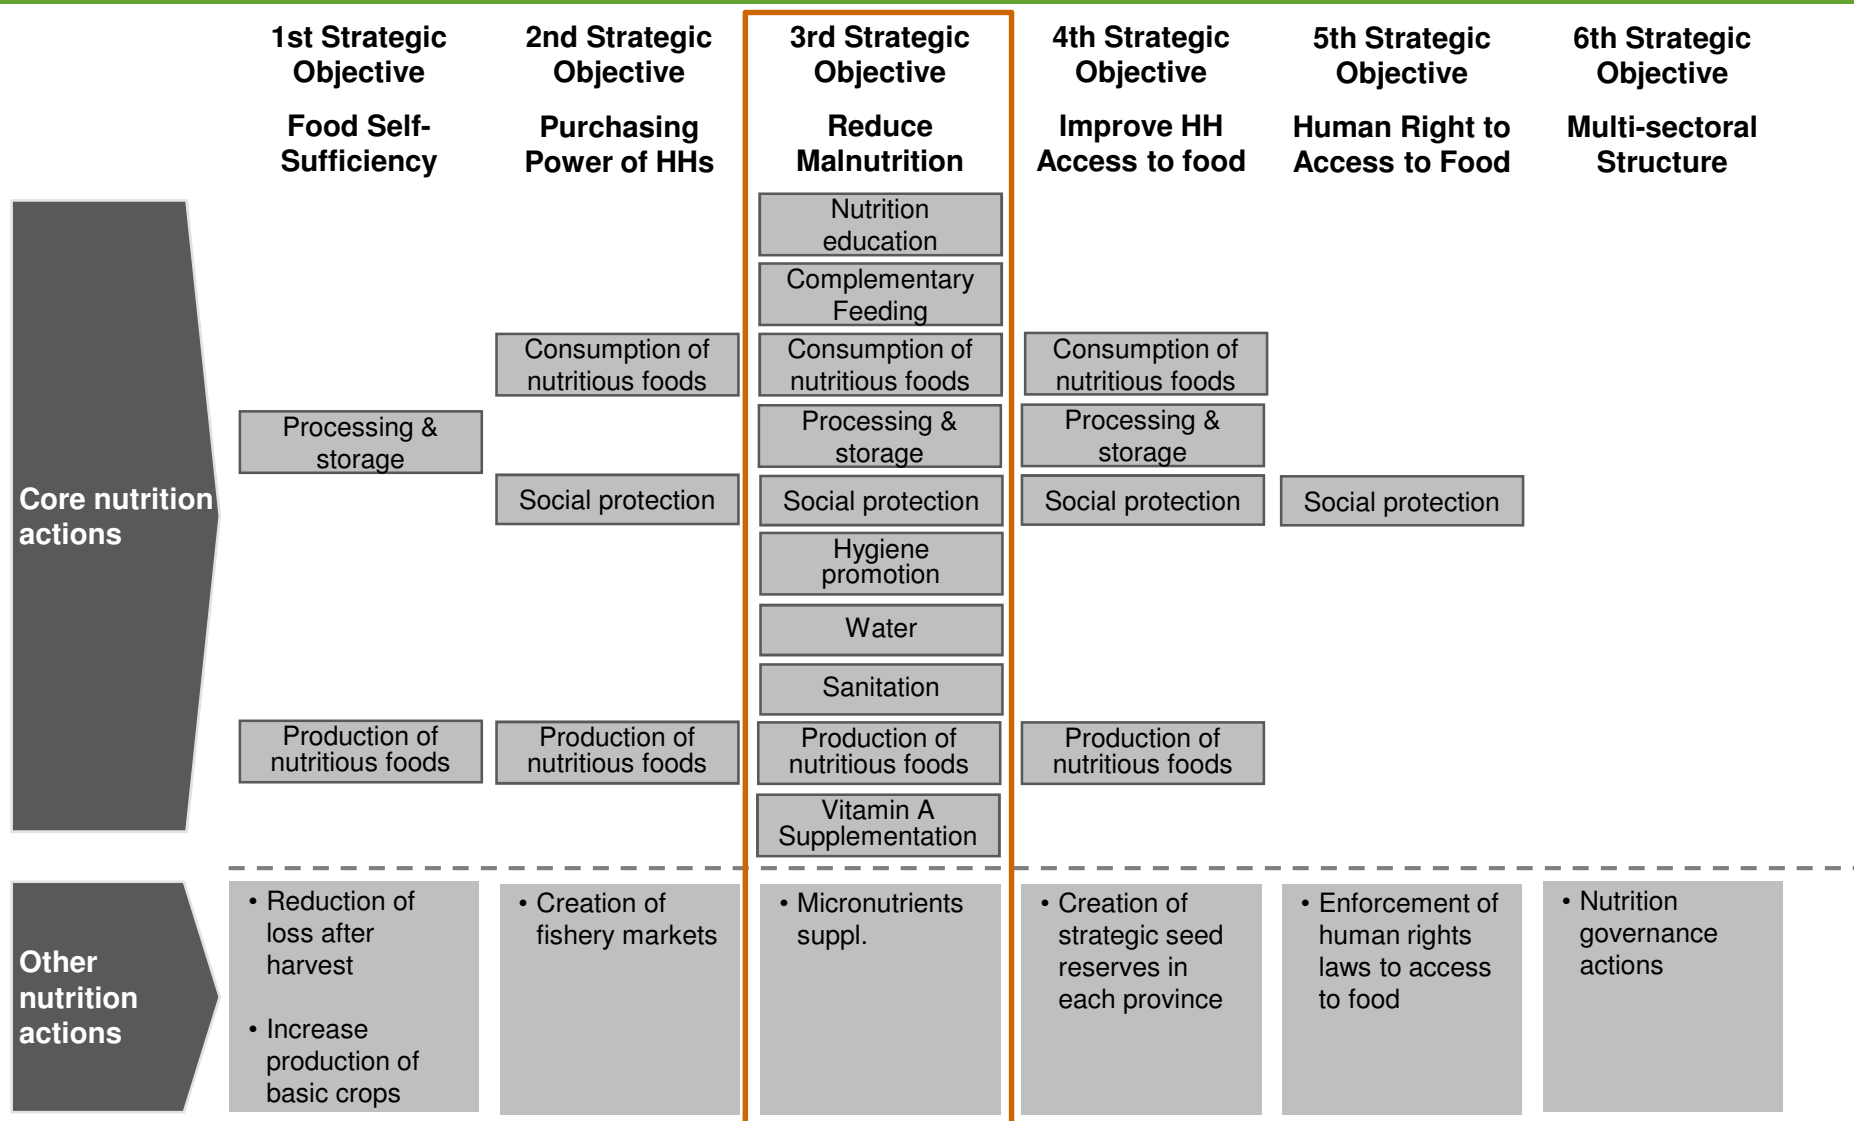 1st Strategic
Objective
Food Self-
Sufficiency
2nd Strategic
Objective
Purchasing
Power of HHs
3rd Strategic
Objective
Reduce
Malnutrition
4th Strategic
Objective
Improve HH
Access to food
5th Strategic
Objective
Human Right to
Access to Food
6th Strategic
Objective
Multi-sectoral
Structure
Core nutrition
actions
Processing &
storage
Production of
nutritious foods
Consumption of
nutritious foods
Social protection
Production of
nutritious foods
Nutrition
education
Complementary
Feeding
Consumption of
nutritious foods
Processing &
storage
Social protection
Hygiene
promotion
Water
Sanitation
Production of
nutritious foods
Vitamin A
Supplementation
Consumption of
nutritious foods
Processing &
storage
Social protection
Production of
nutritious foods
Social protection
Other
nutrition
actions
• Reduction of
loss after
harvest
• Increase
production of
basic crops
• Creation of
fishery markets
• Micronutrients
suppl.
• Creation of
strategic seed
reserves in
each province
• Enforcement of
human rights
laws to access
to food
• Nutrition
governance
actions